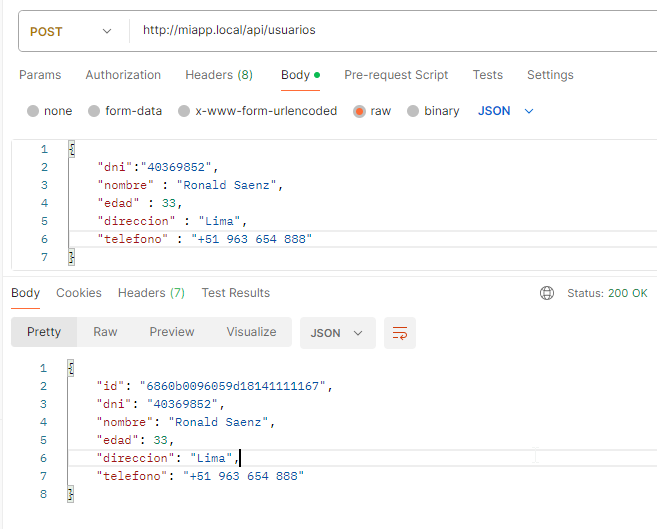 POST http://miapp.local/api/usuarios
Params Authorization Headers (8) Body Pre-request Script Tests Settings
none form-data x-www-form-urlencoded raw binary JSON
1 {
2 "dni":"40369852",
3 "nombre" : "Ronald Saenz",
4 "edad" : 33,
5 "direccion" : "Lima",
6 "telefono" : "+51 963 654 888"
7 }
Body Cookies Headers (7) Test Results Status: 200 OK
Pretty Raw Preview Visualize JSON
1 {
2 "id": "6860b0096059d18141111167",
3 "dni": "40369852",
4 "nombre": "Ronald Saenz",
5 "edad": 33,
6 "direccion": "Lima",
7 "telefono": "+51 963 654 888"
8 }